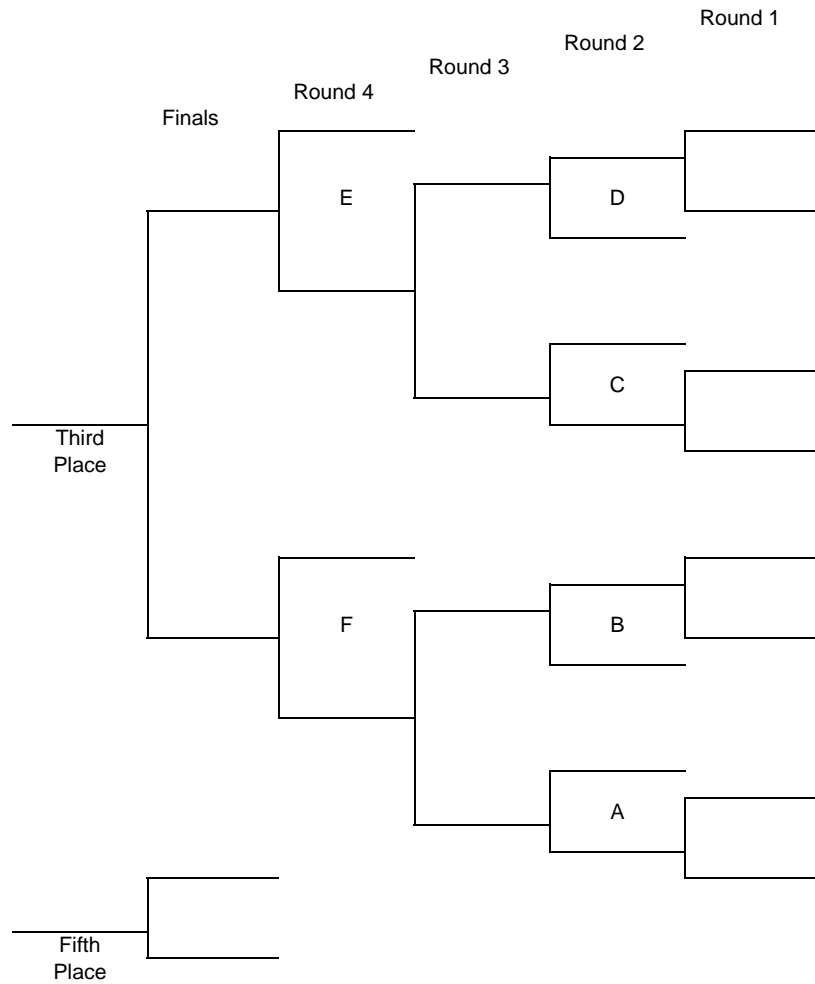 Round 1
Round 2
Round 3
Round 4
Finals
E
D
C
Third
Place
F
B
A
Fifth
Place